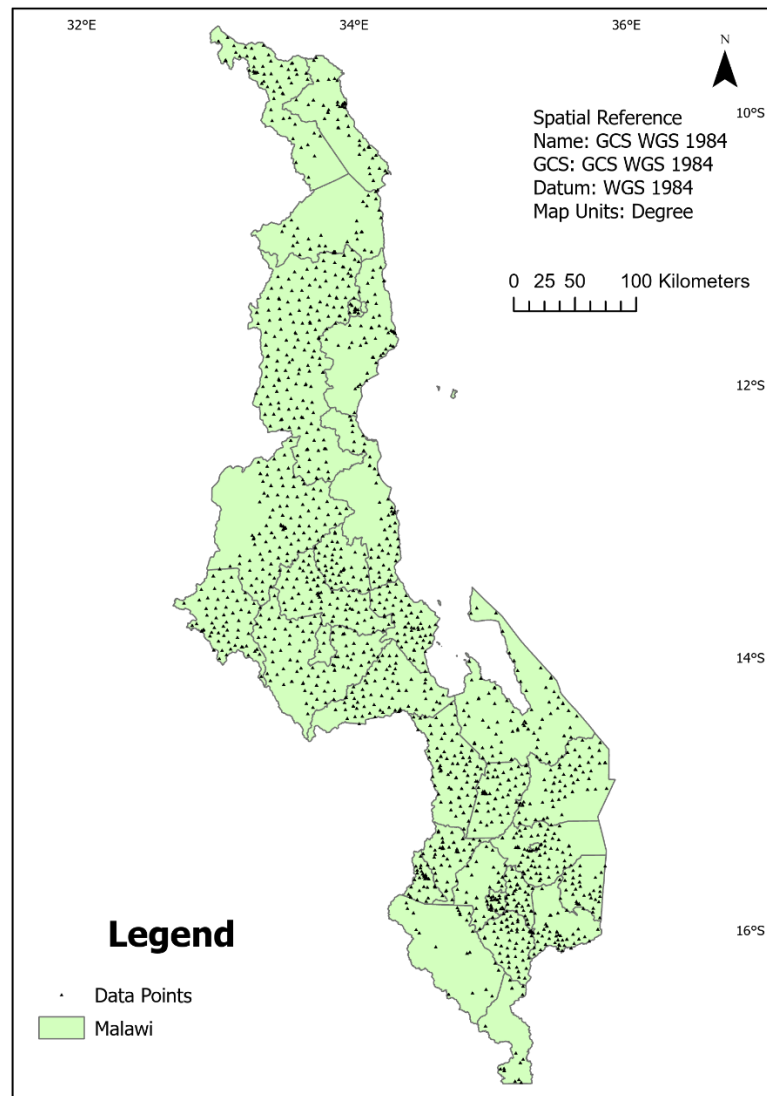 32°E 34°E 36°E
N
10°S
Spatial Reference
Name: GCS WGS 1984
GCS: GCS WGS 1984
Datum: WGS 1984
Map Units: Degree
0 25 50 100 Kilometers
12°S
14°S
16°S
Legend
Data Points
Malawi